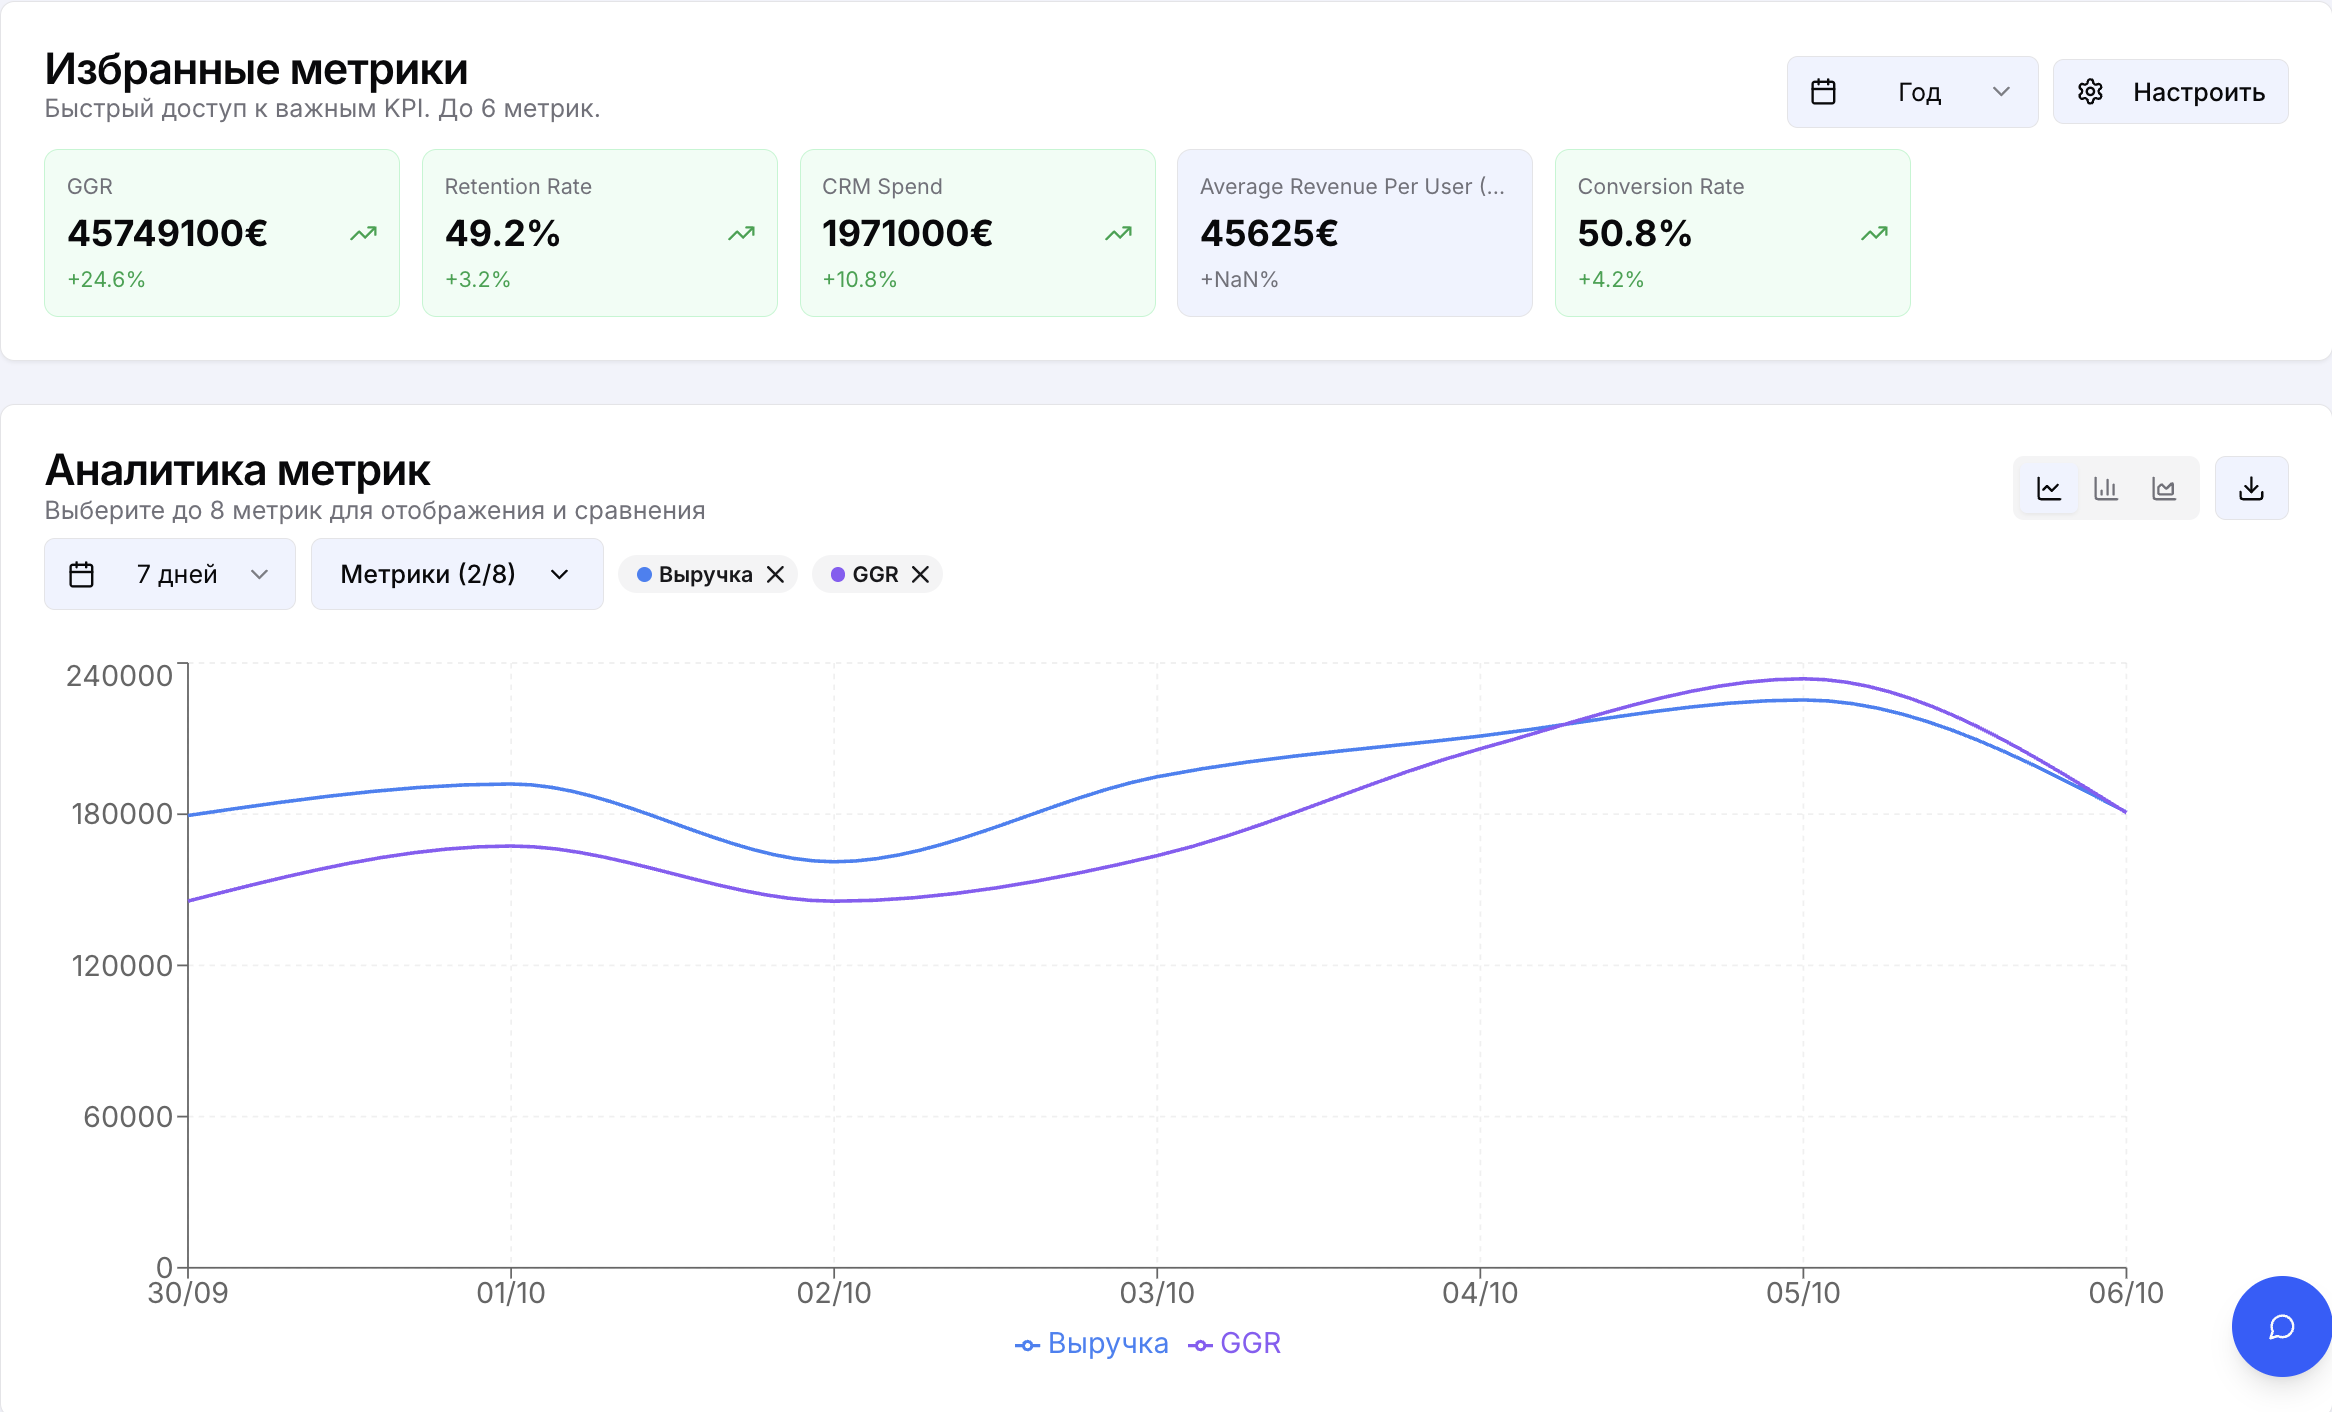 Избранные метрики
Быстрый доступ к важным KPI. До 6 метрик.
Год
Настроить
GGR
45749100€
+24.6%
Retention Rate
49.2%
+3.2%
CRM Spend
1971000€
+10.8%
Average Revenue Per User (...
45625€
+NaN%
Conversion Rate
50.8%
+4.2%
Аналитика метрик
Выберите до 8 метрик для отображения и сравнения
7 дней
Метрики (2/8)
Выручка
GGR
240000
180000
120000
60000
0
30/09 01/10 02/10 03/10 04/10 05/10 06/10
Выручка GGR